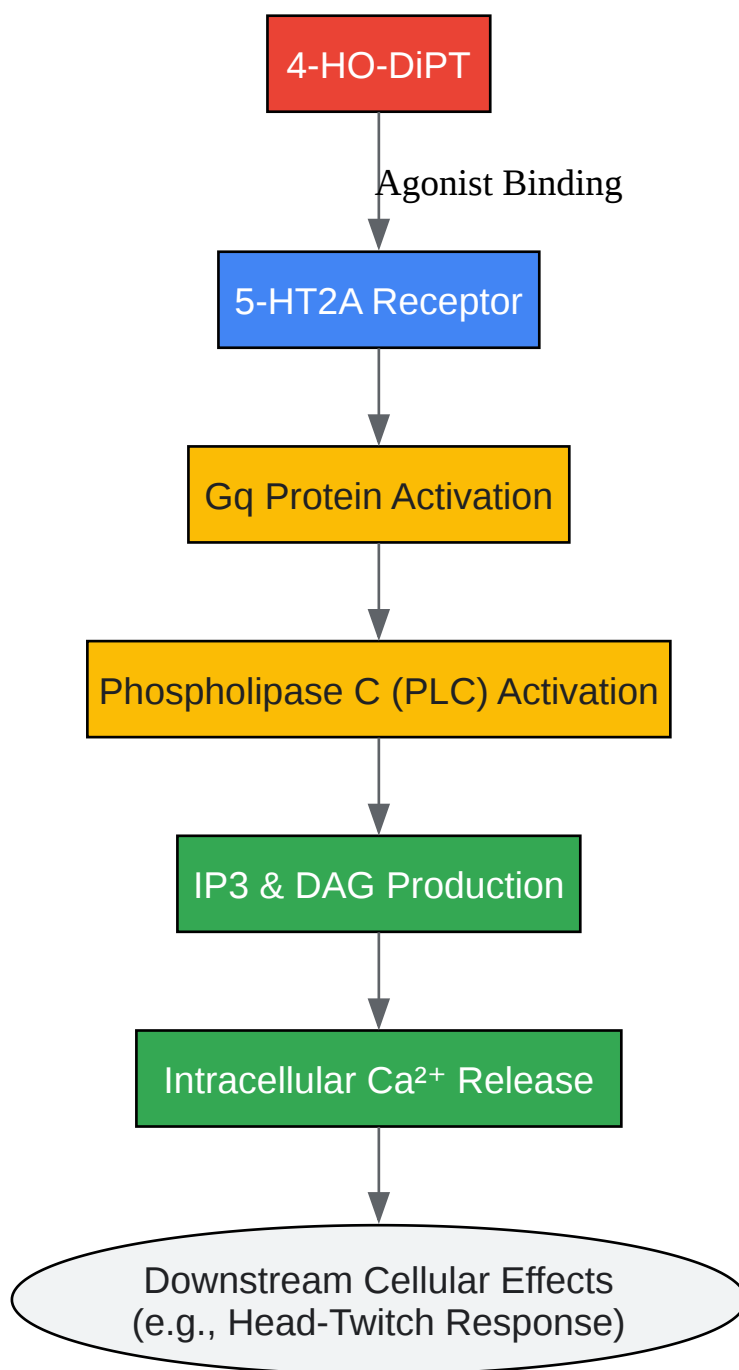 4-HO-DiPT
Agonist Binding
5-HT2A Receptor
Gq Protein Activation
Phospholipase C (PLC) Activation
IP3 & DAG Production
Intracellular Ca²⁺ Release
Downstream Cellular Effects
(e.g., Head-Twitch Response)